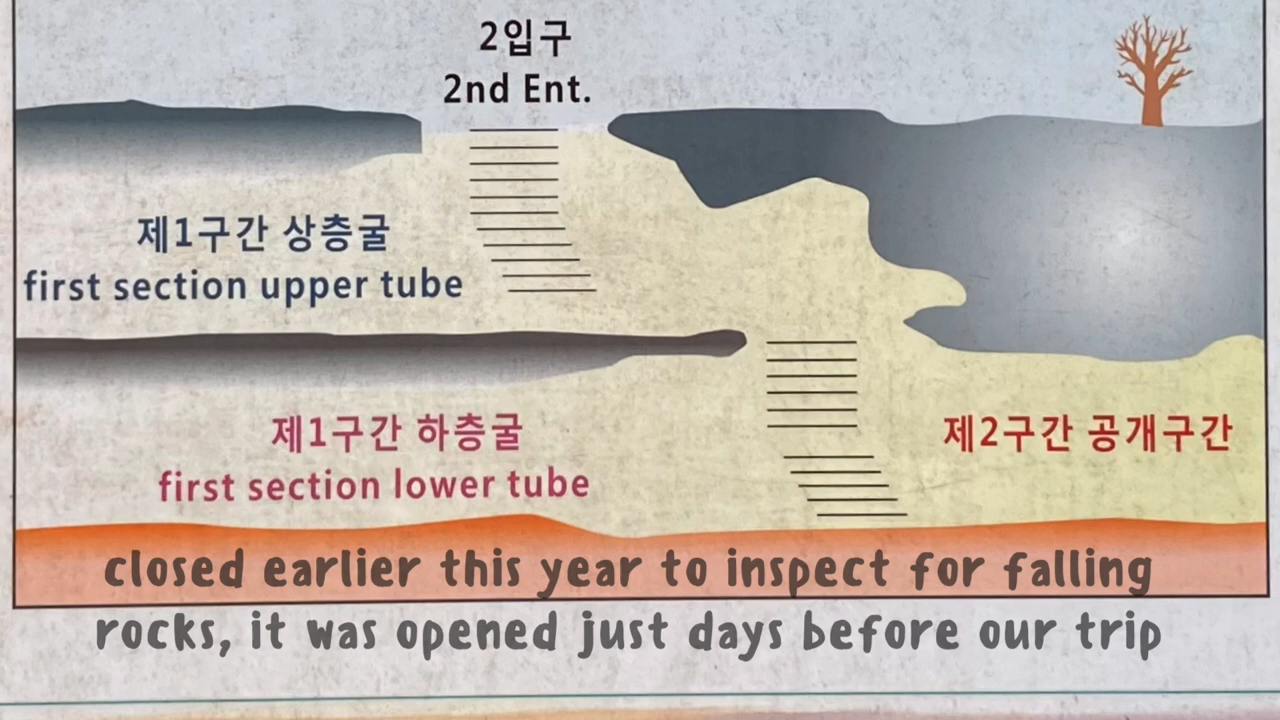 2입구
2nd Ent.
제1구간 상층굴
first section upper tube
제1구간 하층굴
first section lower tube
제2구간 공개구간
closed earlier this year to inspect for falling
rocks, it was opened just days before our trip